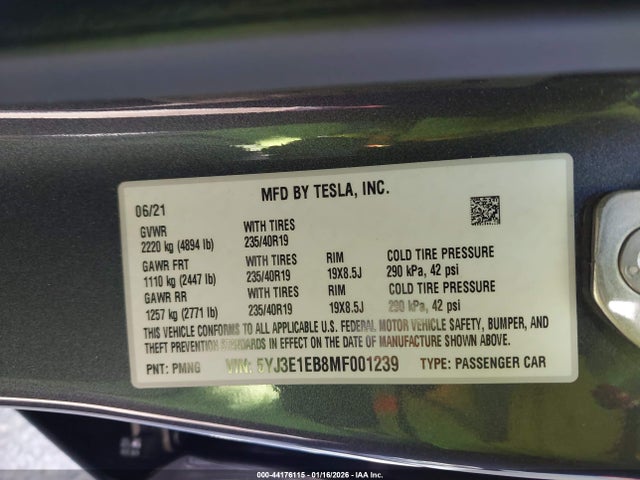 MFD BY TESLA, INC.
06/21
GVWR WITH TIRES
2220 kg (4894 lb) 235/40R19
GAWR FRT WITH TIRES RIM COLD TIRE PRESSURE
1110 kg (2447 lb) 235/40R19 19X8.5J 290 kPa, 42 psi
GAWR RR WITH TIRES RIM COLD TIRE PRESSURE
1257 kg (2771 lb) 235/40R19 19X8.5J 290 kPa, 42 psi
THIS VEHICLE CONFORMS TO ALL APPLICABLE U.S. FEDERAL MOTOR VEHICLE SAFETY, BUMPER, AND
THEFT PREVENTION STANDARDS IN EFFECT ON THE DATE OF MANUFACTURE SHOWN ABOVE.
PNT: PMNG VIN: 5YJ3E1EB8MF001239 TYPE: PASSENGER CAR
000-44176115 - 01/16/2026 - IAA, Inc.